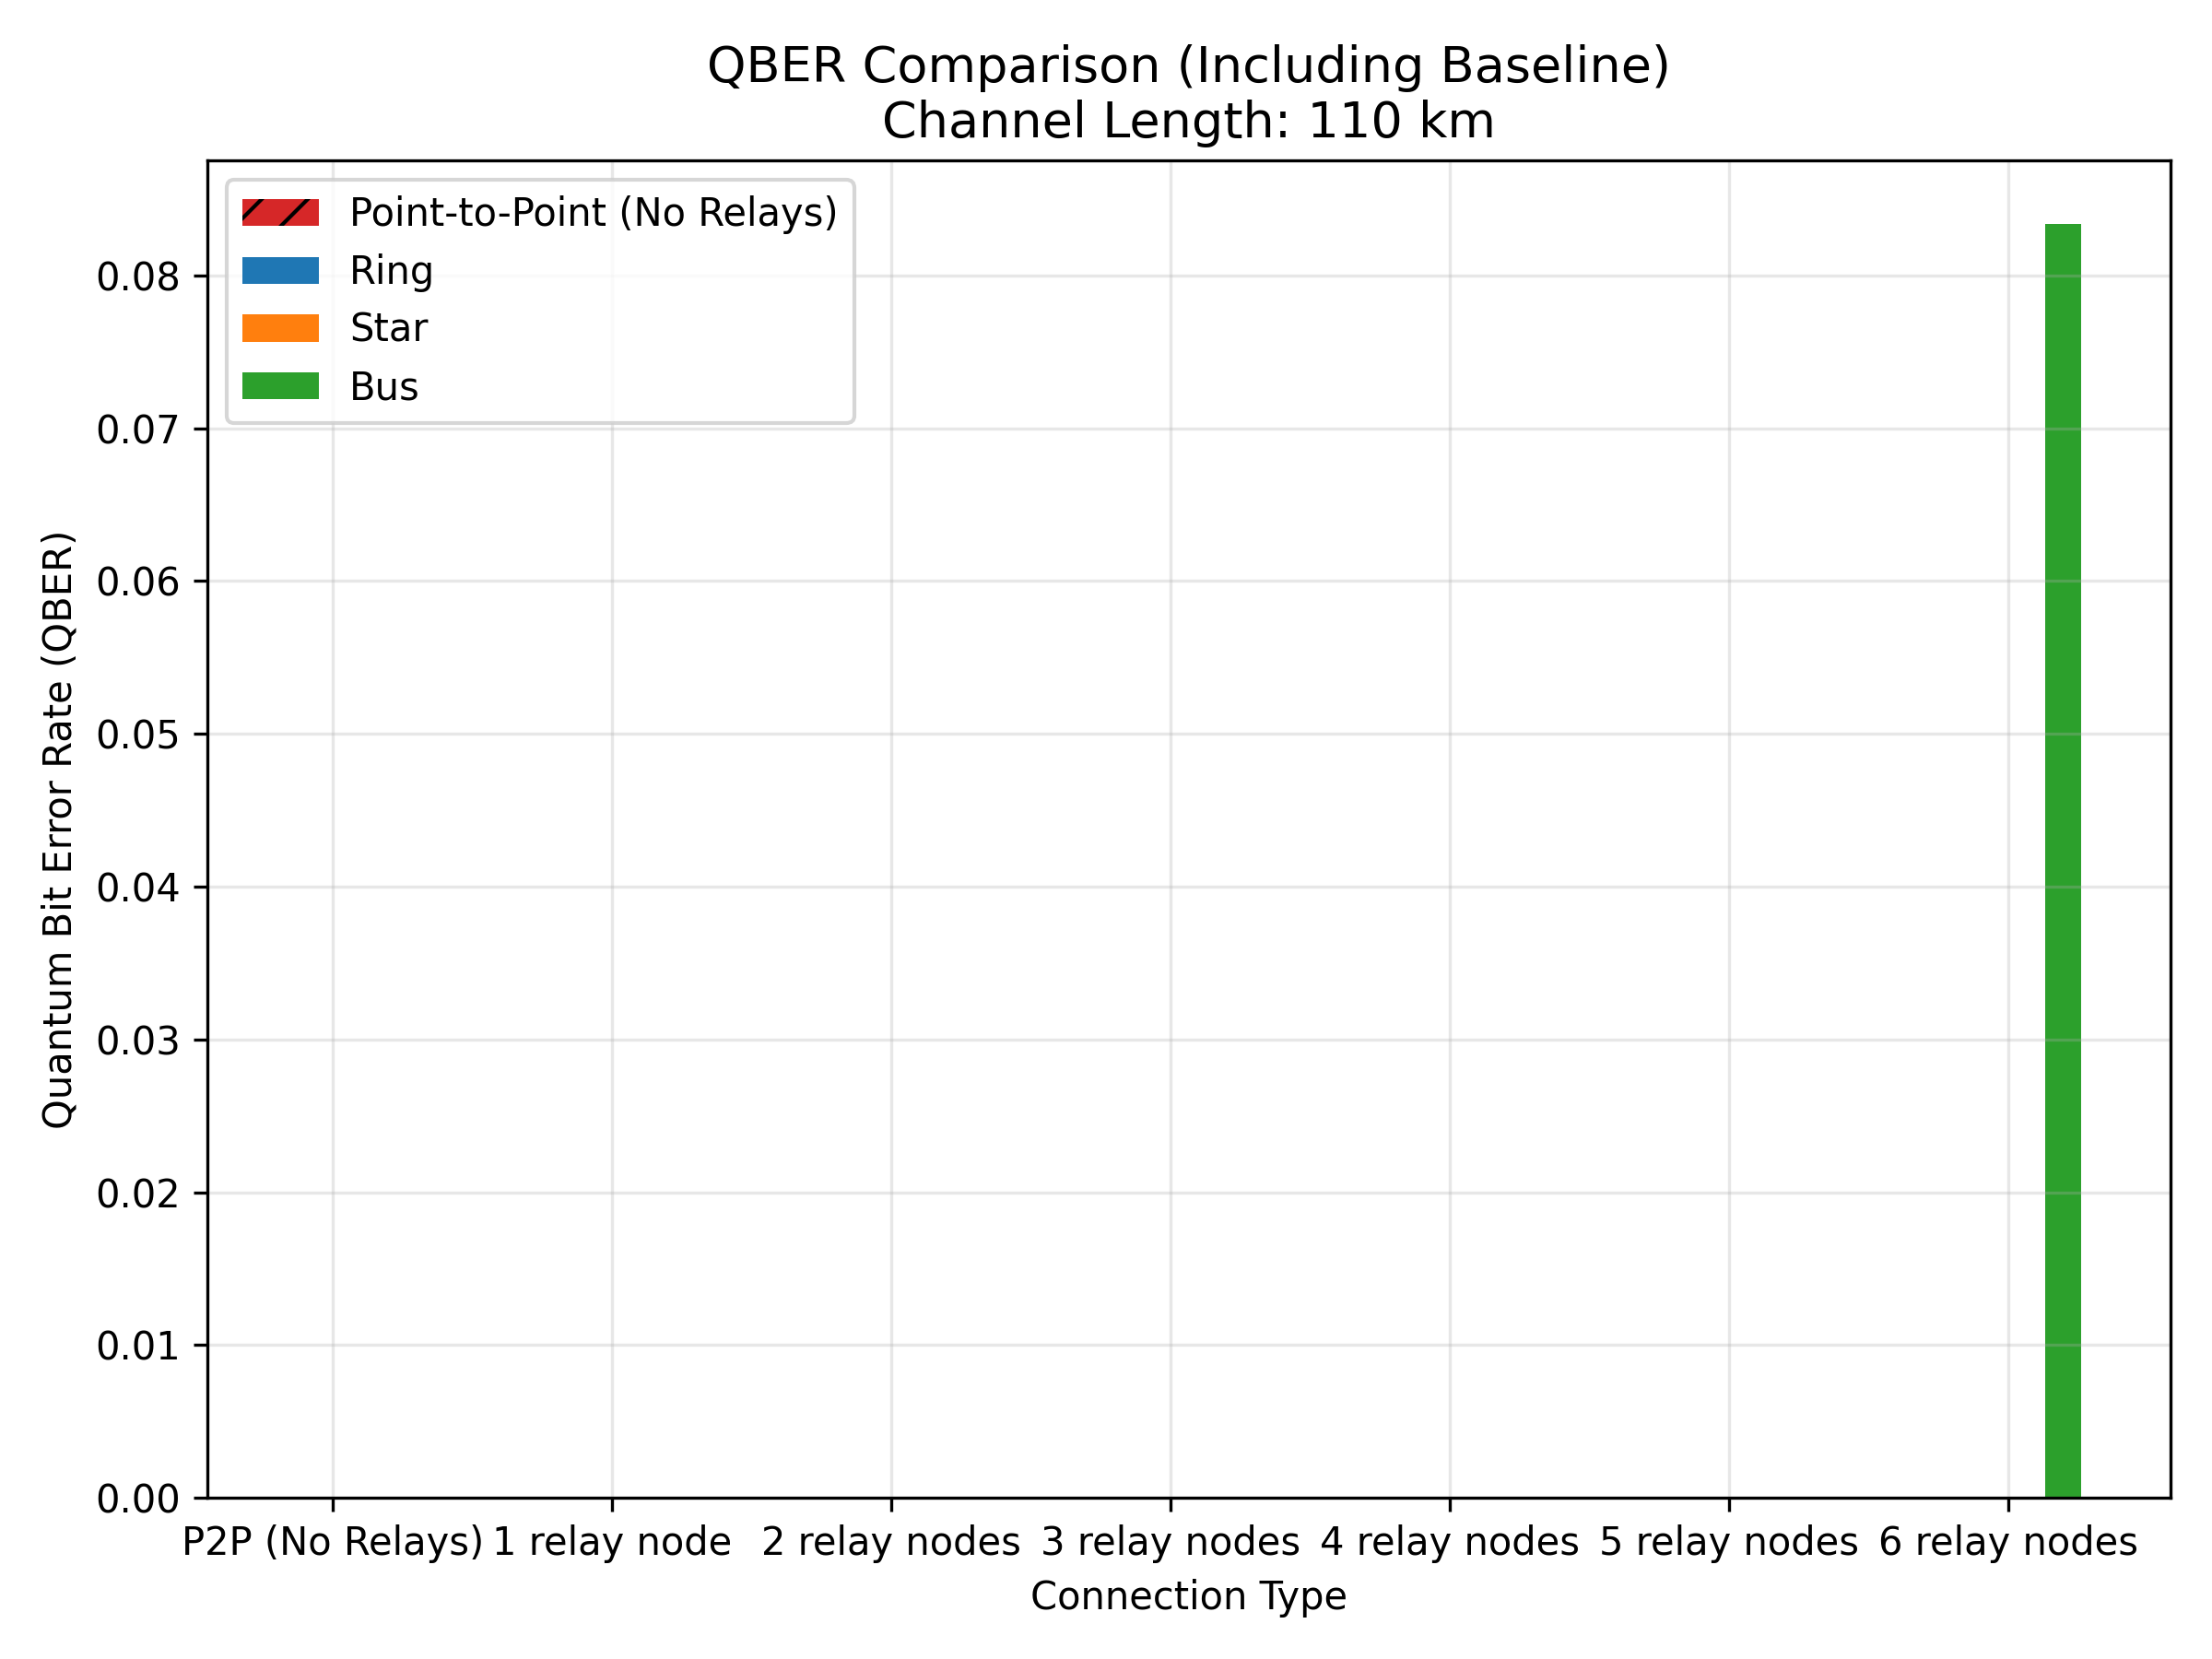 QBER Comparison (Including Baseline)
Channel Length: 110 km
Point-to-Point (No Relays)
Ring
Star
Bus
Quantum Bit Error Rate (QBER)
0.08
0.07
0.06
0.05
0.04
0.03
0.02
0.01
0.00
P2P (No Relays) 1 relay node 2 relay nodes 3 relay nodes 4 relay nodes 5 relay nodes 6 relay nodes
Connection Type